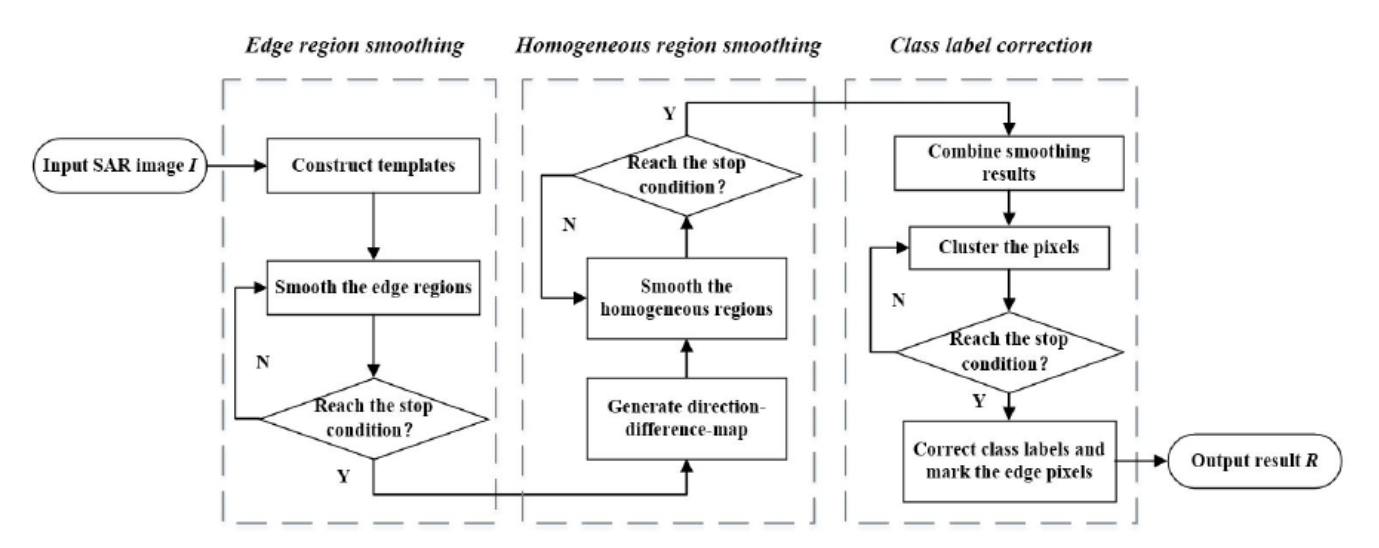 Edge region smoothing
Homogeneous region smoothing
Class label correction
Input SAR image I
Construct templates
Smooth the edge regions
N
Reach the stop
condition?
Y
Y
Reach the stop
condition?
N
Smooth the
homogeneous regions
Generate direction-
difference-map
Combine smoothing
results
Cluster the pixels
N
Reach the stop
condition?
Y
Correct class labels and
mark the edge pixels
Output result R